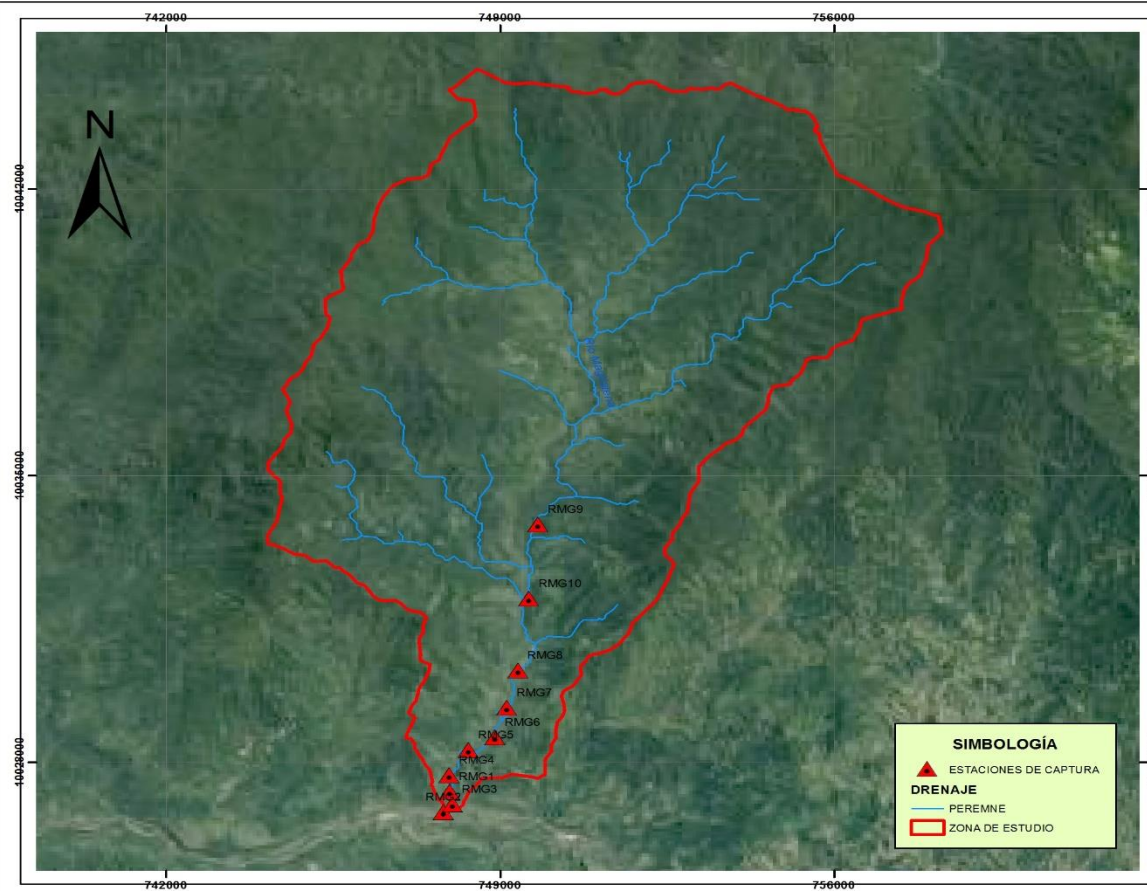 742000 749000 756000
N
10042000
10035000
10028000
RMG9
RMG10
RMG8
RMG7
RMG6
RMG5
RMG4
RMG1
RMG3
RMG2
SIMBOLOGÍA
ESTACIONES DE CAPTURA
DRENAJE
PEREMNE
ZONA DE ESTUDIO
742000 749000 756000